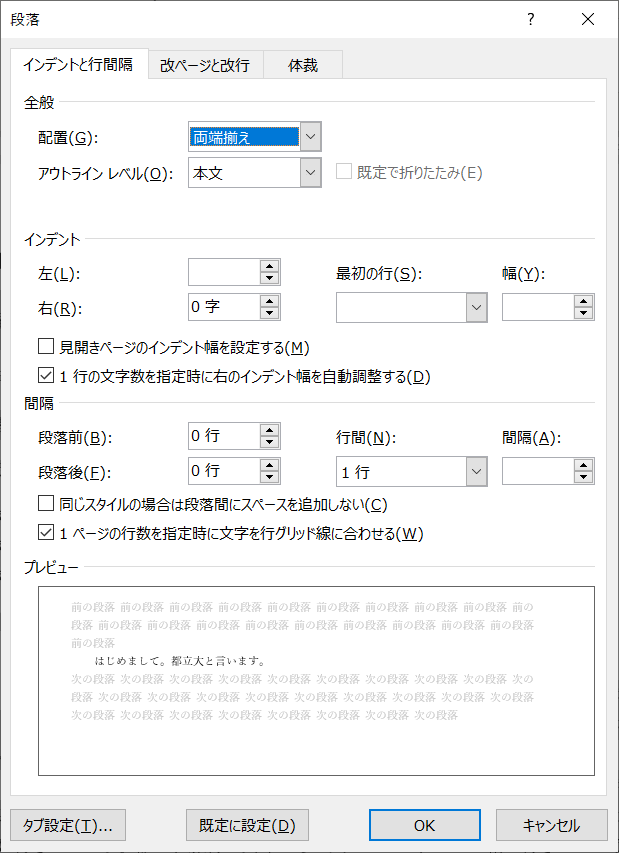 段落
?
インデントと行間隔 改ページと改行 体裁
全般
配置(G): 両端揃え
アウトライン レベル(O): 本文 既定で折りたたみ(E)
インデント
左(L): 最初の行(S): 幅(Y):
右(R): 0 字
見開きページのインデント幅を設定する(M)
1 行の文字数を指定時に右のインデント幅を自動調整する(D)
間隔
段落前(B): 0 行 行間(N): 間隔(A):
段落後(F): 0 行 1 行
同じスタイルの場合は段落間にスペースを追加しない(C)
1 ページの行数を指定時に文字を行グリッド線に合わせる(W)
プレビュー
前の段落 前の段落 前の段落 前の段落 前の段落 前の段落 前の段落 前の段落 前の段落 前の
段落 前の段落 前の段落 前の段落 前の段落 前の段落 前の段落 前の段落 前の段落 前の段落
前の段落
はじめまして。都立大と言います。
次の段落 次の段落 次の段落 次の段落 次の段落 次の段落 次の段落 次の段落 次の段落 次の
段落 次の段落 次の段落 次の段落 次の段落 次の段落 次の段落 次の段落 次の段落 次の段落
次の段落 次の段落 次の段落 次の段落 次の段落 次の段落 次の段落 次の段落
タブ設定(T)... 既定に設定(D) OK キャンセル